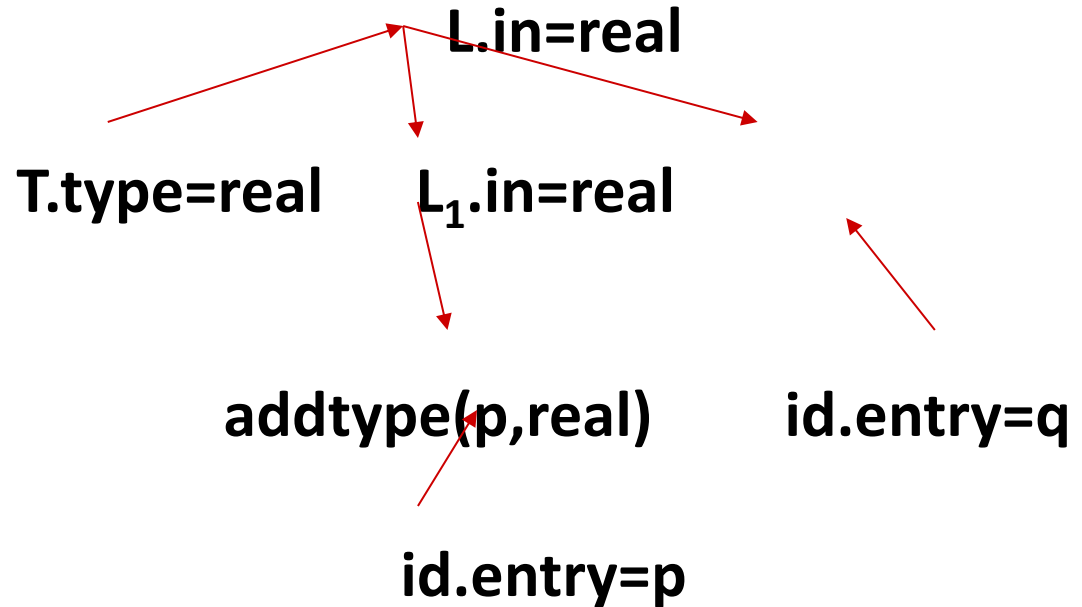 L.in=real
T.type=real L₁.in=real
addtype(p,real) id.entry=q
id.entry=p